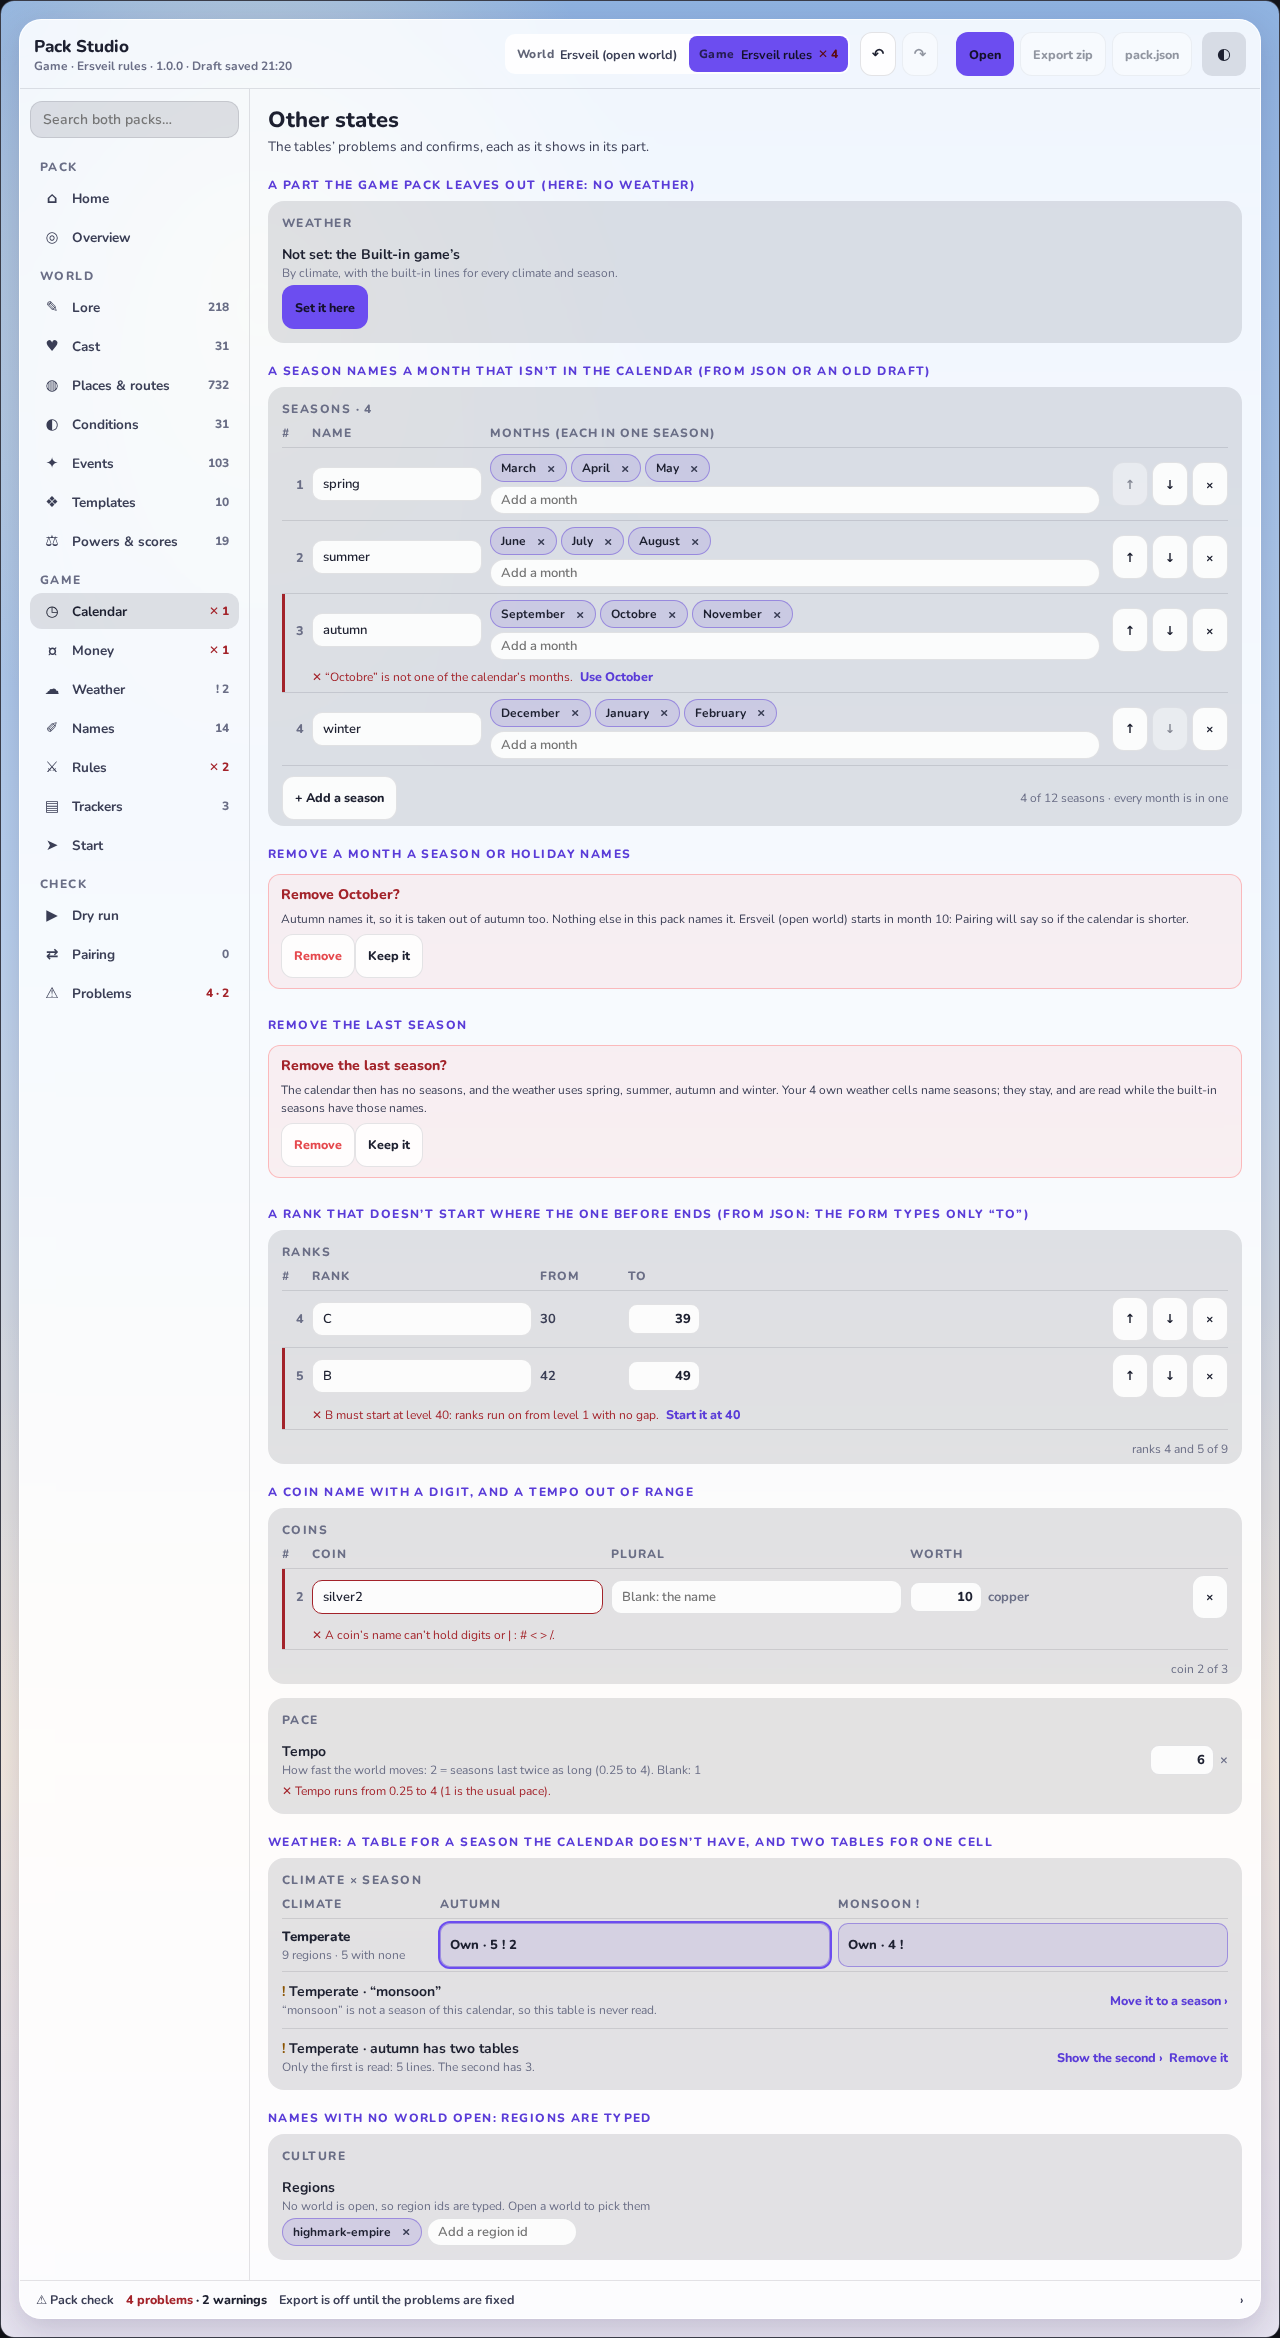 Pack Studio
Game · Ersveil rules · 1.0.0 · Draft saved 21:20
World Ersveil (open world)
Game Ersveil rules × 4
↶
↷
Open
Export zip
pack.json
◐
Search both packs...
PACK
⌂ Home
◎ Overview
WORLD
✎ Lore 218
♥ Cast 31
◍ Places & routes 732
◐ Conditions 31
✦ Events 103
❖ Templates 10
⚖ Powers & scores 19
GAME
◷ Calendar × 1
¤ Money × 1
☁ Weather ! 2
✐ Names 14
⚔ Rules × 2
▤ Trackers 3
➤ Start
CHECK
▶ Dry run
⇄ Pairing 0
⚠ Problems 4 · 2
Other states
The tables’ problems and confirms, each as it shows in its part.
A PART THE GAME PACK LEAVES OUT (HERE: NO WEATHER)
WEATHER
Not set: the Built-in game’s
By climate, with the built-in lines for every climate and season.
Set it here
A SEASON NAMES A MONTH THAT ISN’T IN THE CALENDAR (FROM JSON OR AN OLD DRAFT)
SEASONS · 4
# NAME MONTHS (EACH IN ONE SEASON)
1 spring March × April × May × ↑ ↓ ×
Add a month
2 summer June × July × August × ↑ ↓ ×
Add a month
3 autumn September × Octobre × November × ↑ ↓ ×
Add a month
× “Octobre” is not one of the calendar’s months. Use October
4 winter December × January × February × ↑ ↓ ×
Add a month
+ Add a season
4 of 12 seasons · every month is in one
REMOVE A MONTH A SEASON OR HOLIDAY NAMES
Remove October?
Autumn names it, so it is taken out of autumn too. Nothing else in this pack names it. Ersveil (open world) starts in month 10: Pairing will say so if the calendar is shorter.
Remove Keep it
REMOVE THE LAST SEASON
Remove the last season?
The calendar then has no seasons, and the weather uses spring, summer, autumn and winter. Your 4 own weather cells name seasons; they stay, and are read while the built-in
seasons have those names.
Remove Keep it
A RANK THAT DOESN’T START WHERE THE ONE BEFORE ENDS (FROM JSON: THE FORM TYPES ONLY “TO”)
RANKS
# RANK FROM TO
4 C 30 39 ↑ ↓ ×
5 B 42 49 ↑ ↓ ×
× B must start at level 40: ranks run on from level 1 with no gap. Start it at 40
ranks 4 and 5 of 9
A COIN NAME WITH A DIGIT, AND A TEMPO OUT OF RANGE
COINS
# COIN PLURAL WORTH
2 silver2 Blank: the name 10 copper ×
× A coin’s name can’t hold digits or | : # < > /.
coin 2 of 3
PACE
Tempo
How fast the world moves: 2 = seasons last twice as long (0.25 to 4). Blank: 1
6 ×
× Tempo runs from 0.25 to 4 (1 is the usual pace).
WEATHER: A TABLE FOR A SEASON THE CALENDAR DOESN’T HAVE, AND TWO TABLES FOR ONE CELL
CLIMATE × SEASON
CLIMATE AUTUMN MONSOON !
Temperate
9 regions · 5 with none
Own · 5 ! 2
Own · 4 !
! Temperate · “monsoon”
“monsoon” is not a season of this calendar, so this table is never read.
Move it to a season ›
! Temperate · autumn has two tables
Only the first is read: 5 lines. The second has 3.
Show the second › Remove it
NAMES WITH NO WORLD OPEN: REGIONS ARE TYPED
CULTURE
Regions
No world is open, so region ids are typed. Open a world to pick them
highmark-empire × Add a region id
⚠ Pack check 4 problems · 2 warnings Export is off until the problems are fixed ›